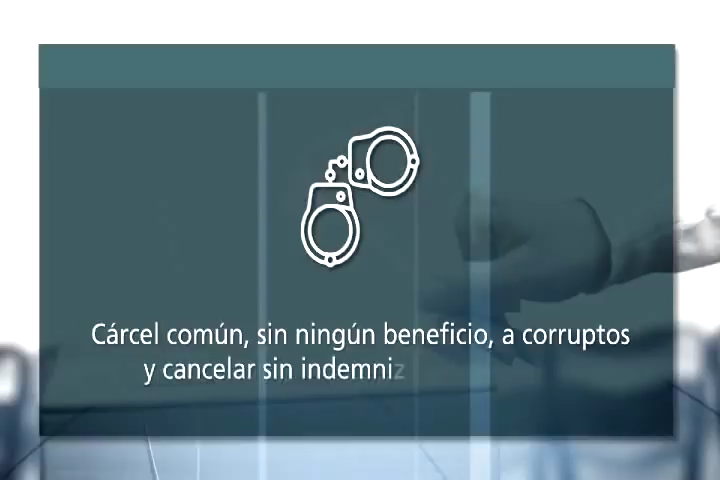 Cárcel común, sin ningún beneficio, a corruptos
y cancelar sin indemniz